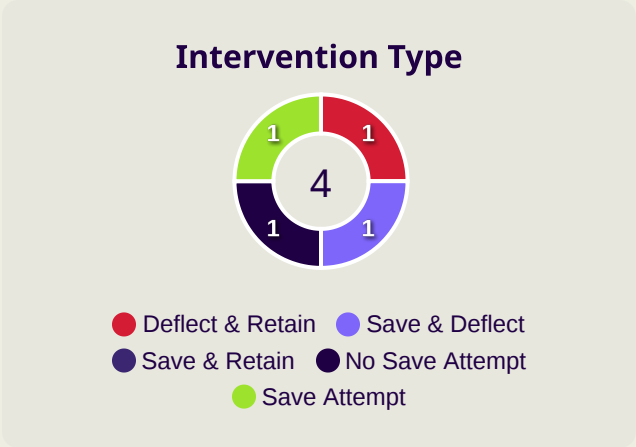 Intervention Type
1 1
4
1 1
Deflect & Retain Save & Deflect
Save & Retain No Save Attempt
Save Attempt